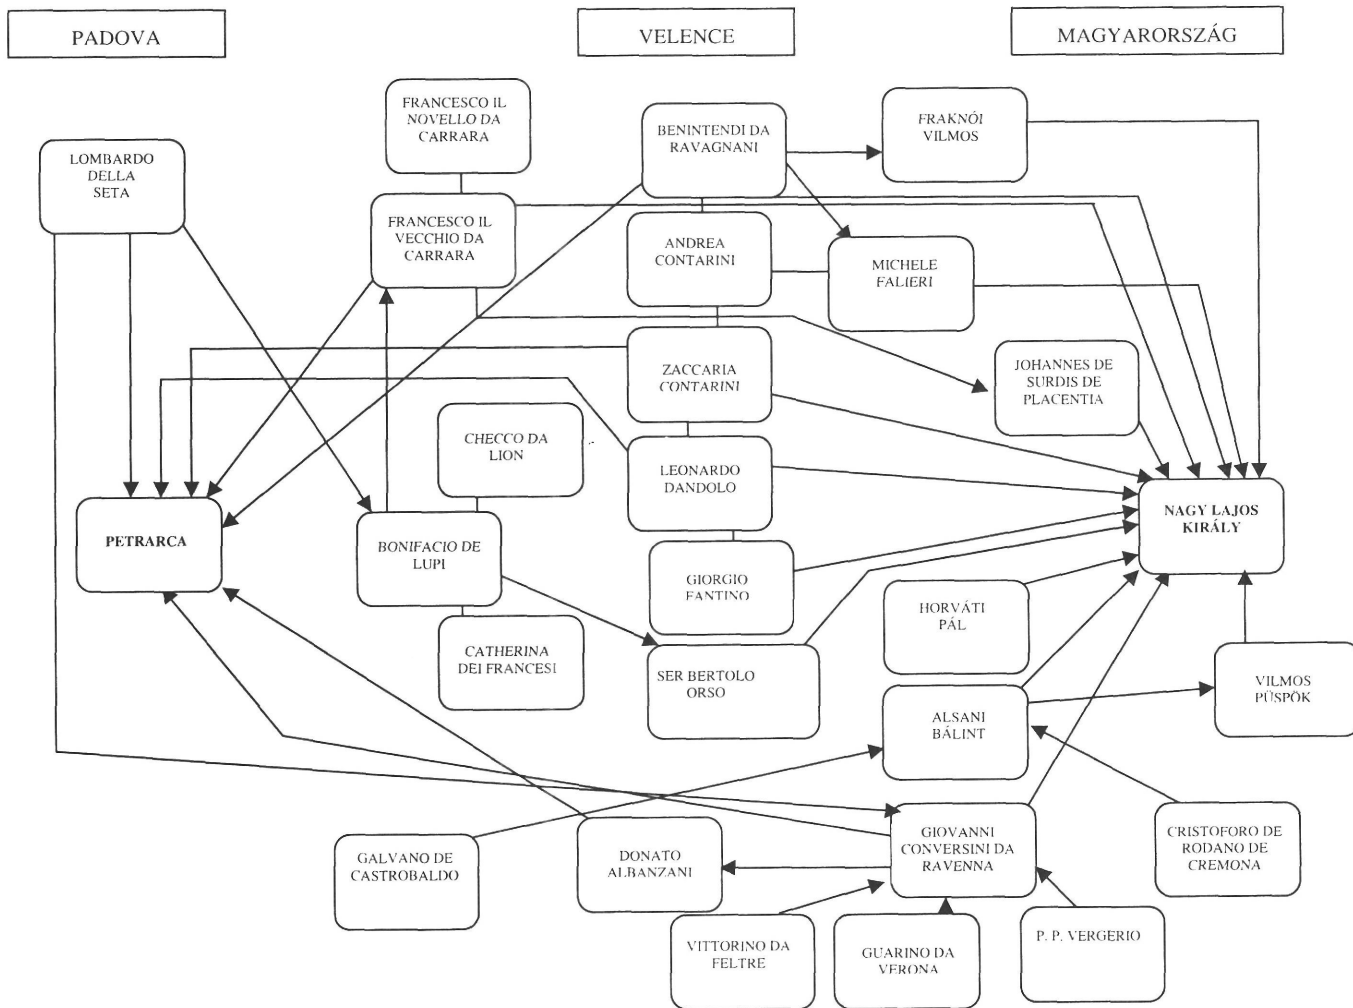 PADOVA
VELENCE
MAGYARORSZÁG
FRANCESCO IL
NOVELLO DA
CARRARA
BENINTENDI DA
RAVAGNANI
FRAKNÓI
VILMOS
LOMBARDO
DELLA
SETA
FRANCESCO IL
VECCHIO DA
CARRARA
ANDREA
CONTARINI
MICHELE
FALIERI
ZACCARIA
CONTARINI
JOHANNES DE
SURDIS DE
PLACENTIA
CHECCO DA
LION
LEONARDO
DANDOLO
PETRARCA
BONIFACIO DE
LUPI
NAGY LAJOS
KIRÁLY
GIORGIO
FANTINO
HORVÁTI
PÁL
CATHERINA
DEI FRANCESI
SER BERTOLO
ORSO
VILMOS
PÜSPÖK
ALSANI
BÁLINT
GALVANO DE
CASTROBALDO
DONATO
ALBANZANI
GIOVANNI
CONVERSINI DA
RAVENNA
CRISTOFORO DE
RODANO DE
CREMONA
VITTORINO DA
FELTRE
GUARINO DA
VERONA
P. P. VERGERIO